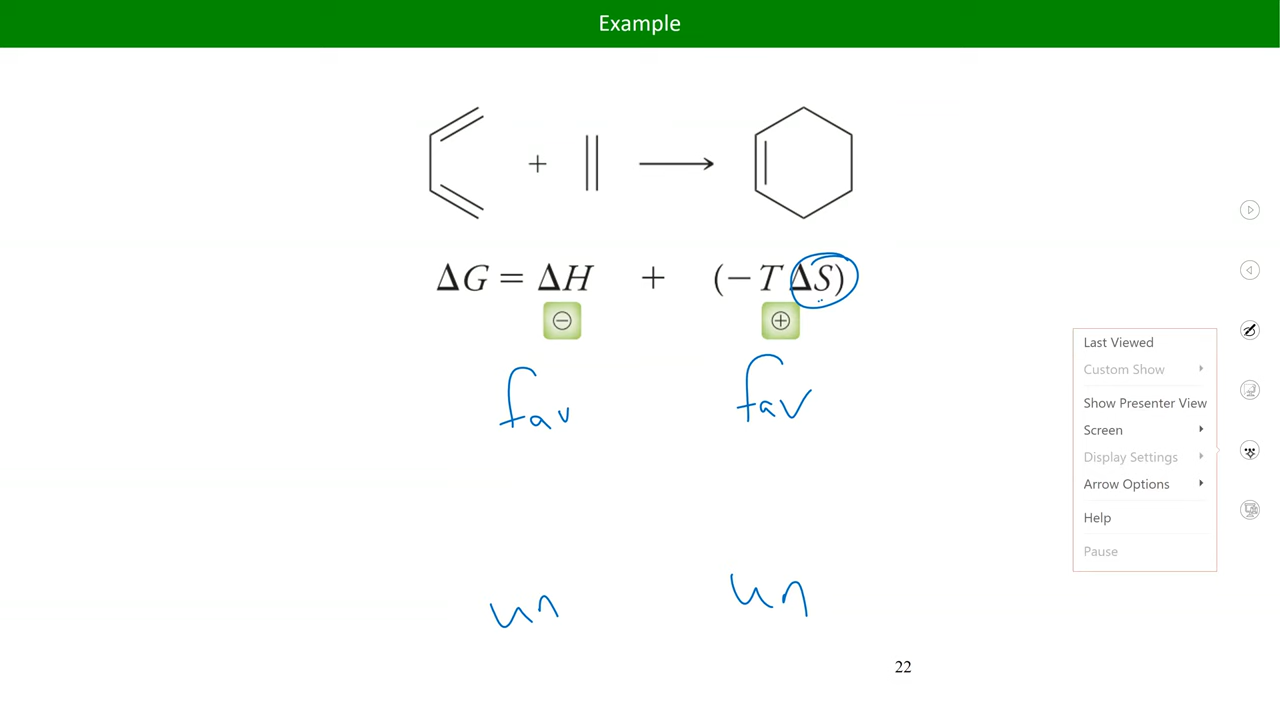 Example
+
ΔG = ΔH + (−TΔS)
⊖ ⊕
fav fav
un un
22
Last Viewed
Custom Show
Show Presenter View
Screen
Display Settings
Arrow Options
Help
Pause